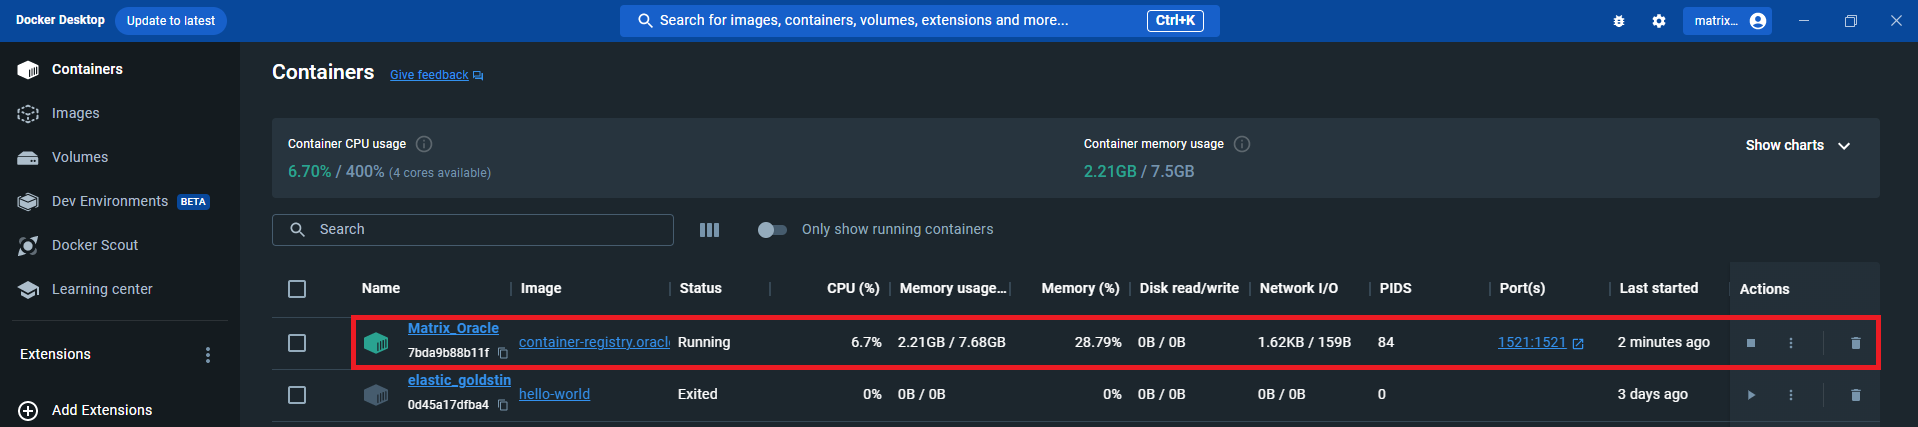 Docker Desktop Update to latest Search for images, containers, volumes, extensions and more... Ctrl+K matrix...
Containers
Images
Volumes
Dev Environments BETA
Docker Scout
Learning center
Extensions
Add Extensions
Containers Give feedback
Container CPU usage
6.70% / 400% (4 cores available)
Container memory usage
2.21GB / 7.5GB
Show charts
Search
Only show running containers
Name Image Status CPU (%) Memory usage... Memory (%) Disk read/write Network I/O PIDS Port(s) Last started Actions
Matrix_Oracle
7bda9b88b11f container-registry.oracl Running 6.7% 2.21GB / 7.68GB 28.79% 0B / 0B 1.62KB / 159B 84 1521:1521 2 minutes ago
elastic_goldstin
0d45a17dfba4 hello-world Exited 0% 0B / 0B 0% 0B / 0B 0B / 0B 0 3 days ago